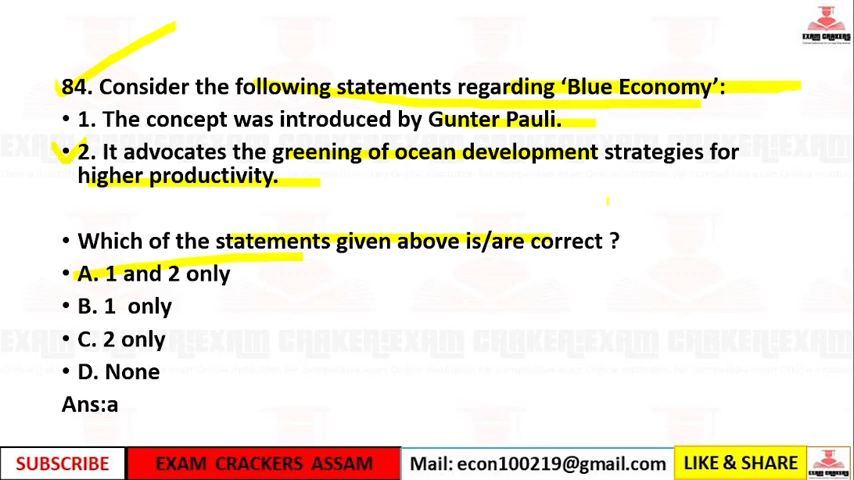 EXAM CRAKERS
84. Consider the following statements regarding ‘Blue Economy’:
• 1. The concept was introduced by Gunter Pauli.
• 2. It advocates the greening of ocean development strategies for
higher productivity.
• Which of the statements given above is/are correct ?
• A. 1 and 2 only
• B. 1 only
• C. 2 only
• D. None
Ans:a
SUBSCRIBE EXAM CRACKERS ASSAM Mail: econ100219@gmail.com LIKE & SHARE